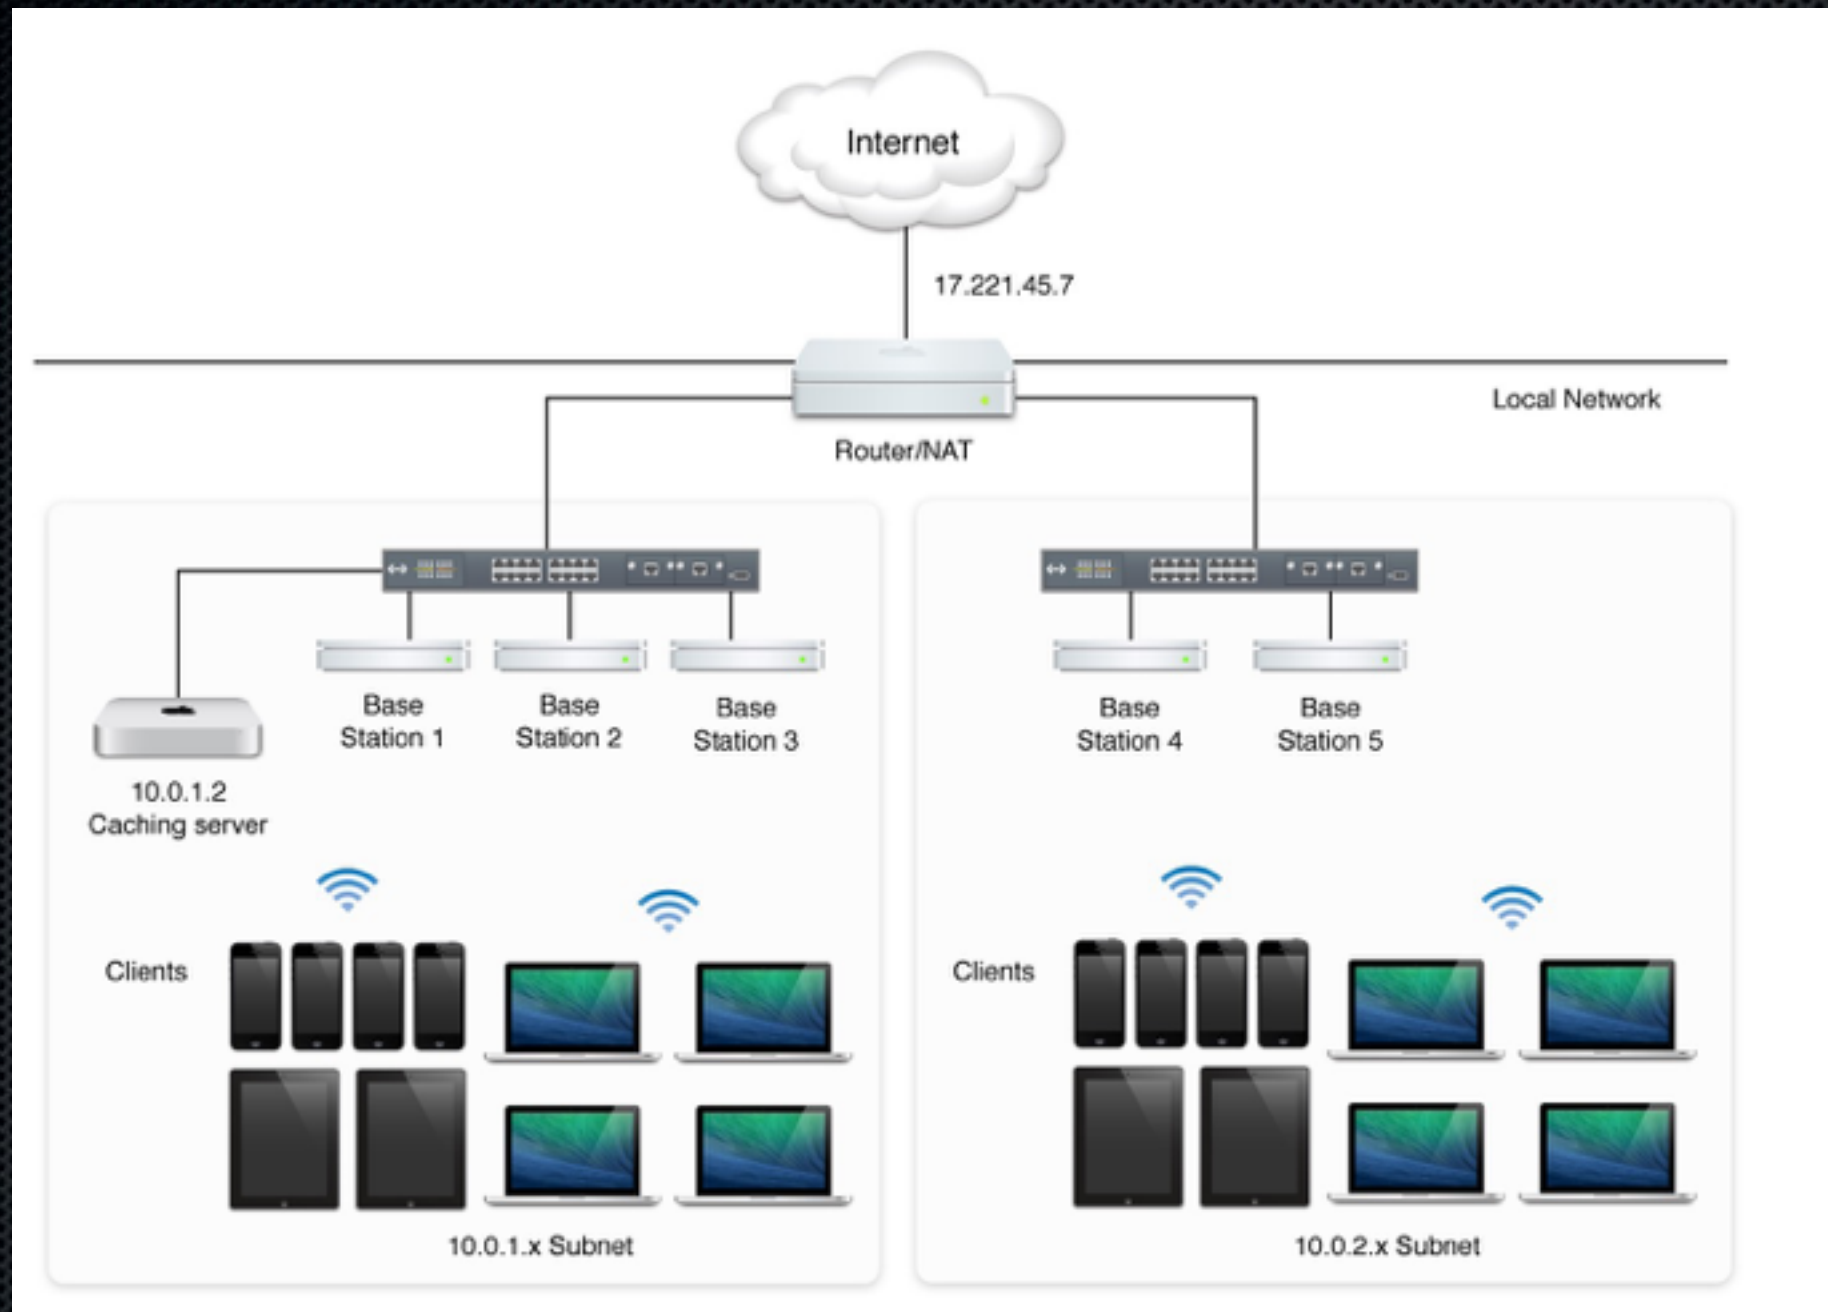 Internet
17.221.45.7
Local Network
Router/NAT
Base
Station 1
Base
Station 2
Base
Station 3
Base
Station 4
Base
Station 5
10.0.1.2
Caching server
Clients
Clients
10.0.1.x Subnet
10.0.2.x Subnet